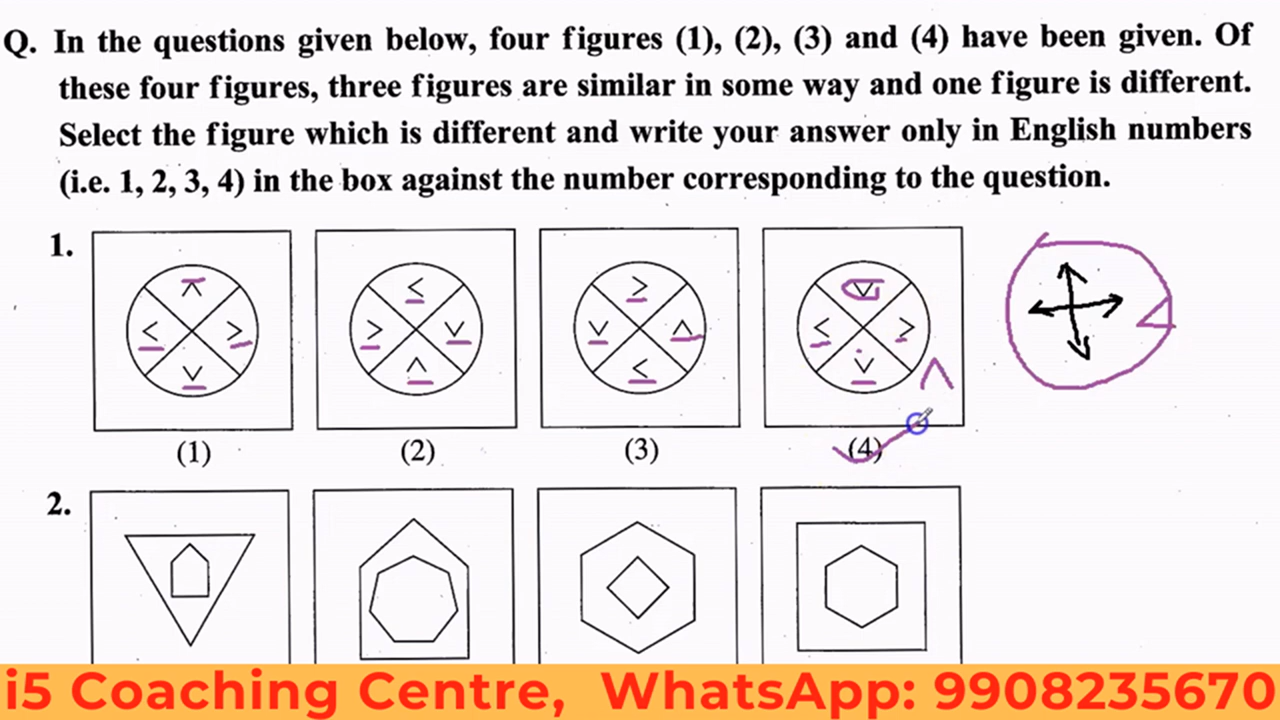 Q. In the questions given below, four figures (1), (2), (3) and (4) have been given. Of
these four figures, three figures are similar in some way and one figure is different.
Select the figure which is different and write your answer only in English numbers
(i.e. 1, 2, 3, 4) in the box against the number corresponding to the question.
1.
(1) (2) (3) (4)
2.
i5 Coaching Centre, WhatsApp: 9908235670